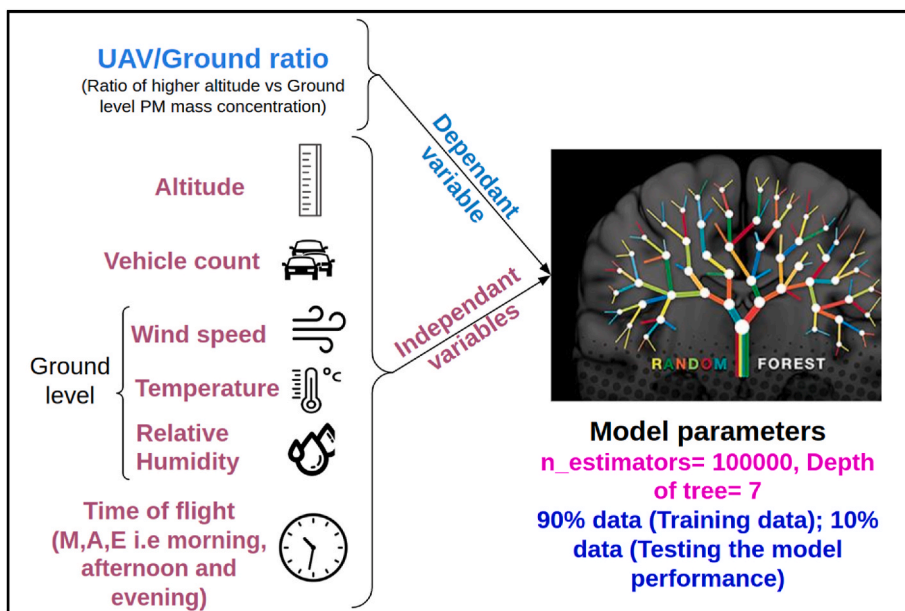 UAV/Ground ratio
(Ratio of higher altitude vs Ground
level PM mass concentration)
Altitude
Vehicle count
Ground
level
Wind speed
Temperature
°c
Relative
Humidity
Time of flight
(M,A,E i.e morning,
afternoon and
evening)
Dependant
variable
Independant
variables
RANDOM FOREST
Model parameters
n_estimators= 100000, Depth
of tree= 7
90% data (Training data); 10%
data (Testing the model
performance)